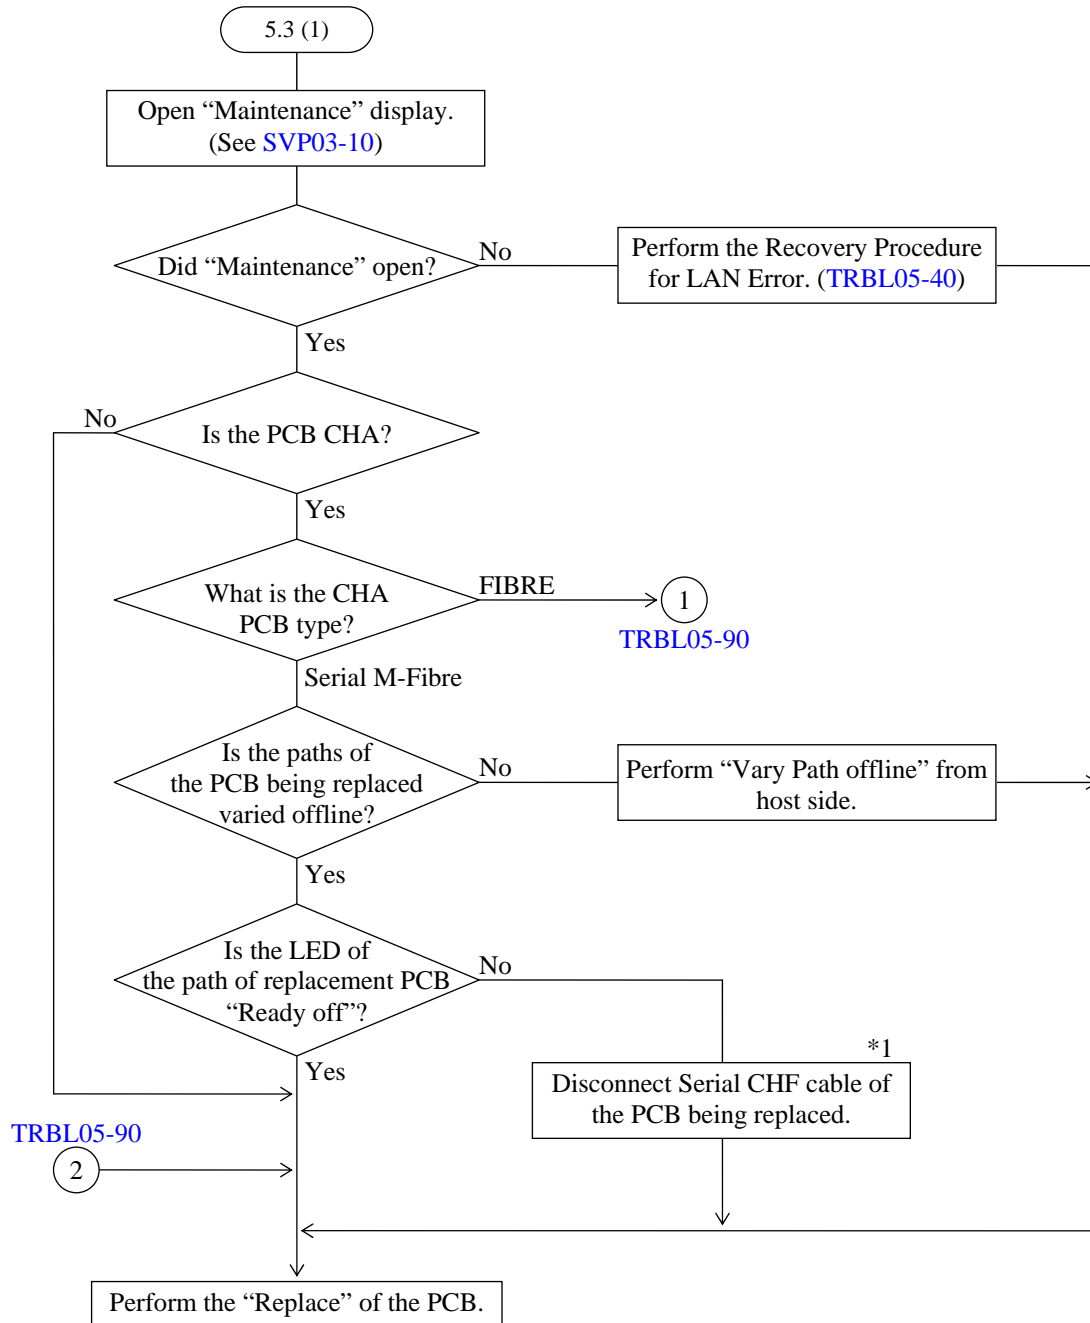 5.3 (1)
Open “Maintenance” display.
(See SVP03-10)
Did “Maintenance” open?
No
Perform the Recovery Procedure
for LAN Error. (TRBL05-40)
Yes
No
Is the PCB CHA?
Yes
What is the CHA
PCB type?
FIBRE
1
TRBL05-90
Serial M-Fibre
Is the paths of
the PCB being replaced
varied offline?
No
Perform “Vary Path offline” from
host side.
Yes
Is the LED of
the path of replacement PCB
“Ready off”?
No
*1
Disconnect Serial CHF cable of
the PCB being replaced.
Yes
TRBL05-90
2
Perform the “Replace” of the PCB.